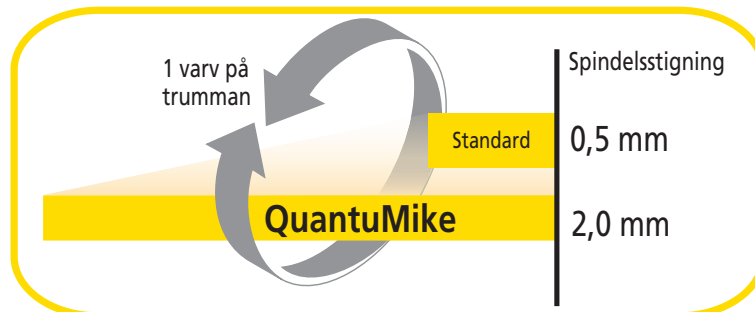 1 varv på
trumman
Spindelsstigning
Standard
0,5 mm
QuantuMike
2,0 mm